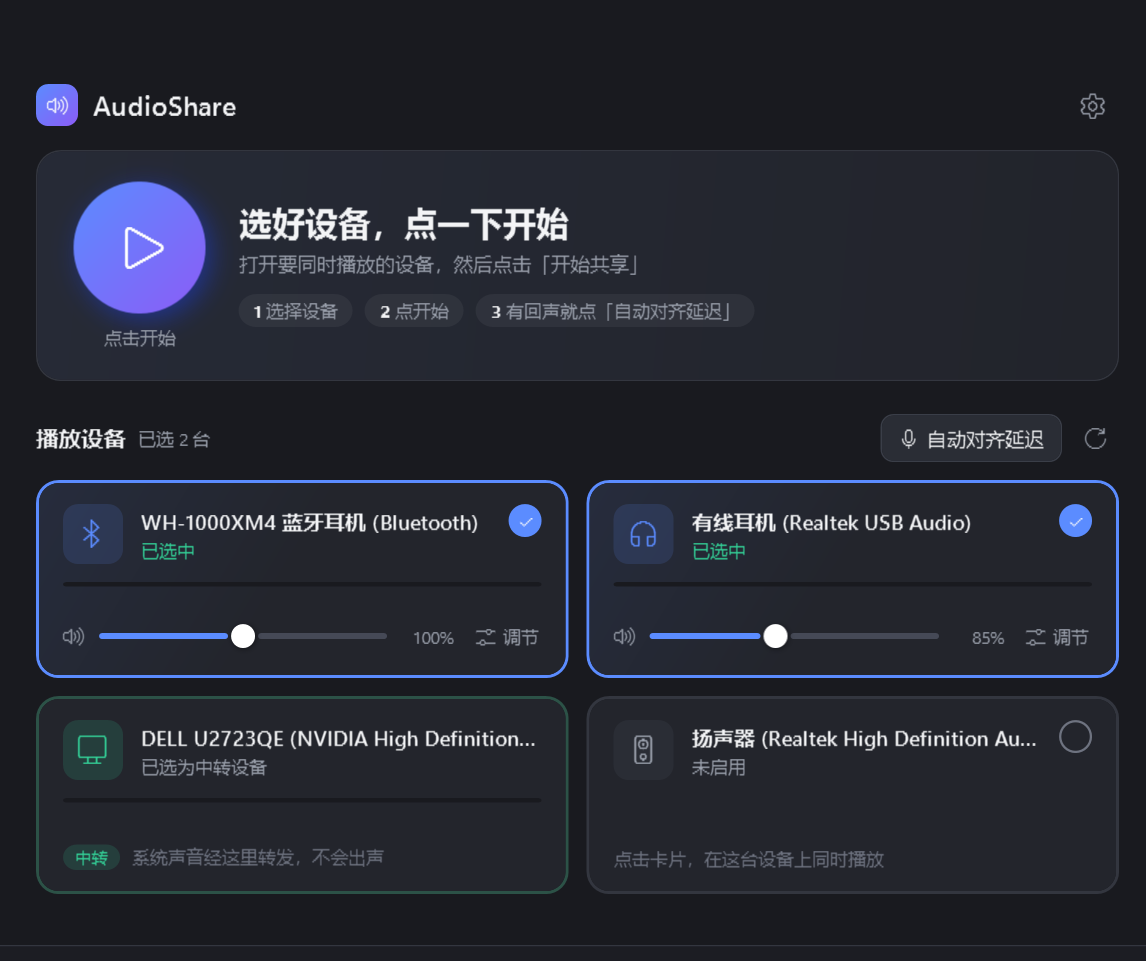 AudioShare
选好设备，点一下开始
打开要同时播放的设备，然后点击「开始共享」
1 选择设备
2 点开始
3 有回声就点「自动对齐延迟」
点击开始
播放设备 已选 2 台
自动对齐延迟
WH-1000XM4 蓝牙耳机 (Bluetooth)
已选中
100%
调节
有线耳机 (Realtek USB Audio)
已选中
85%
调节
DELL U2723QE (NVIDIA High Definition...
已选为中转设备
中转 系统声音经这里转发，不会出声
扬声器 (Realtek High Definition Au...
未启用
点击卡片，在这台设备上同时播放